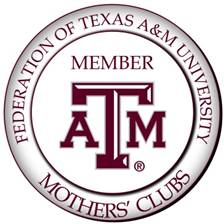 FEDERATION OF TEXAS A&M UNIVERSITY
MEMBER
ATM
®
MOTHERS' CLUBS